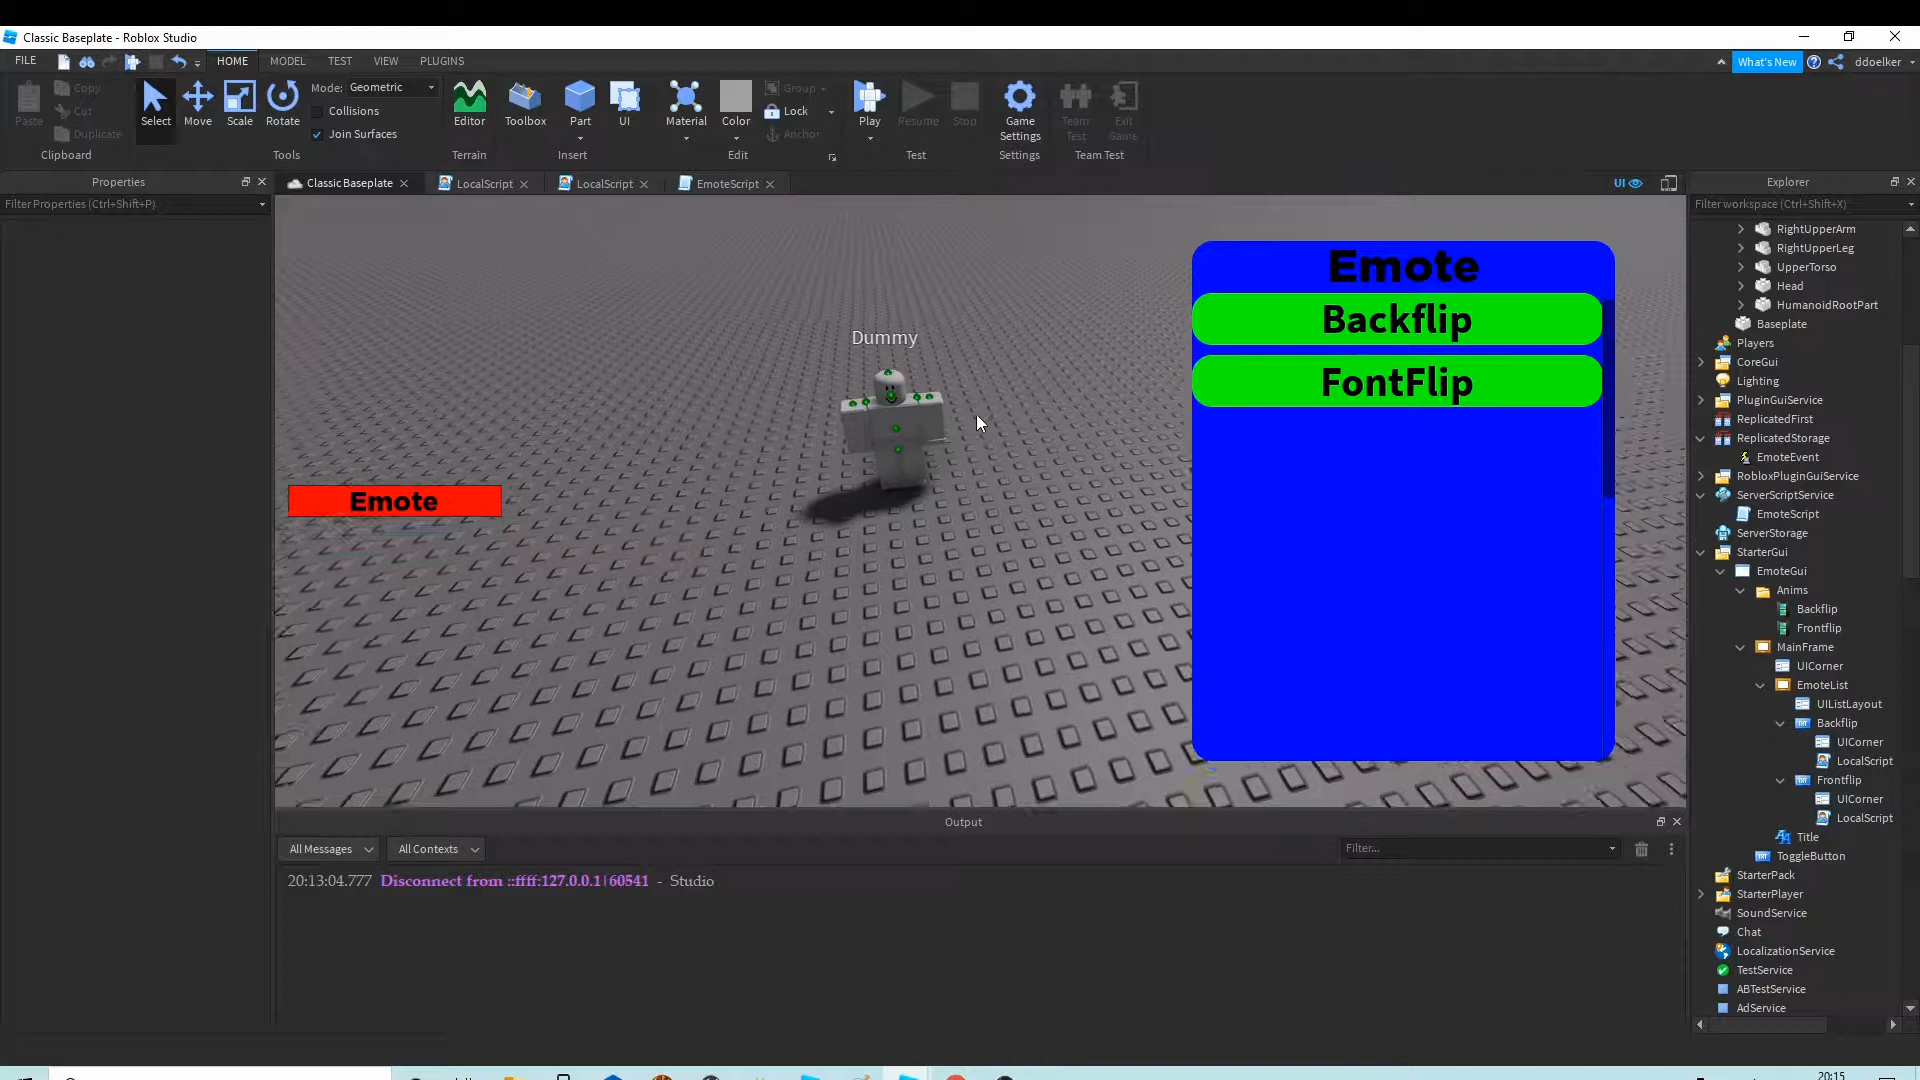 Classic Baseplate - Roblox Studio
FILE HOME MODEL TEST VIEW PLUGINS What's New ddoelker
Paste Copy Cut Duplicate Clipboard
Select Move Scale Rotate Mode: Geometric Collisions Join Surfaces Tools
Editor Terrain
Toolbox Part UI Insert
Material Color Group Lock Anchor Edit
Play Resume Stop Test
Game Settings Settings
Team Test Exit Game Team Test
Properties
Filter Properties (Ctrl+Shift+P)
Classic Baseplate LocalScript LocalScript EmoteScript UI
Dummy
Emote
Emote
Backflip
FontFlip
Output
All Messages All Contexts Filter...
20:13:04.777 Disconnect from ::ffff:127.0.0.1|60541 - Studio
Explorer
Filter workspace (Ctrl+Shift+X)
RightUpperArm
RightUpperLeg
UpperTorso
Head
HumanoidRootPart
Baseplate
Players
CoreGui
Lighting
PluginGuiService
ReplicatedFirst
ReplicatedStorage
EmoteEvent
RobloxPluginGuiService
ServerScriptService
EmoteScript
ServerStorage
StarterGui
EmoteGui
Anims
Backflip
Frontflip
MainFrame
UICorner
EmoteList
UIListLayout
Backflip
UICorner
LocalScript
Frontflip
UICorner
LocalScript
Title
ToggleButton
StarterPack
StarterPlayer
SoundService
Chat
LocalizationService
TestService
ABTestService
AdService
20:15